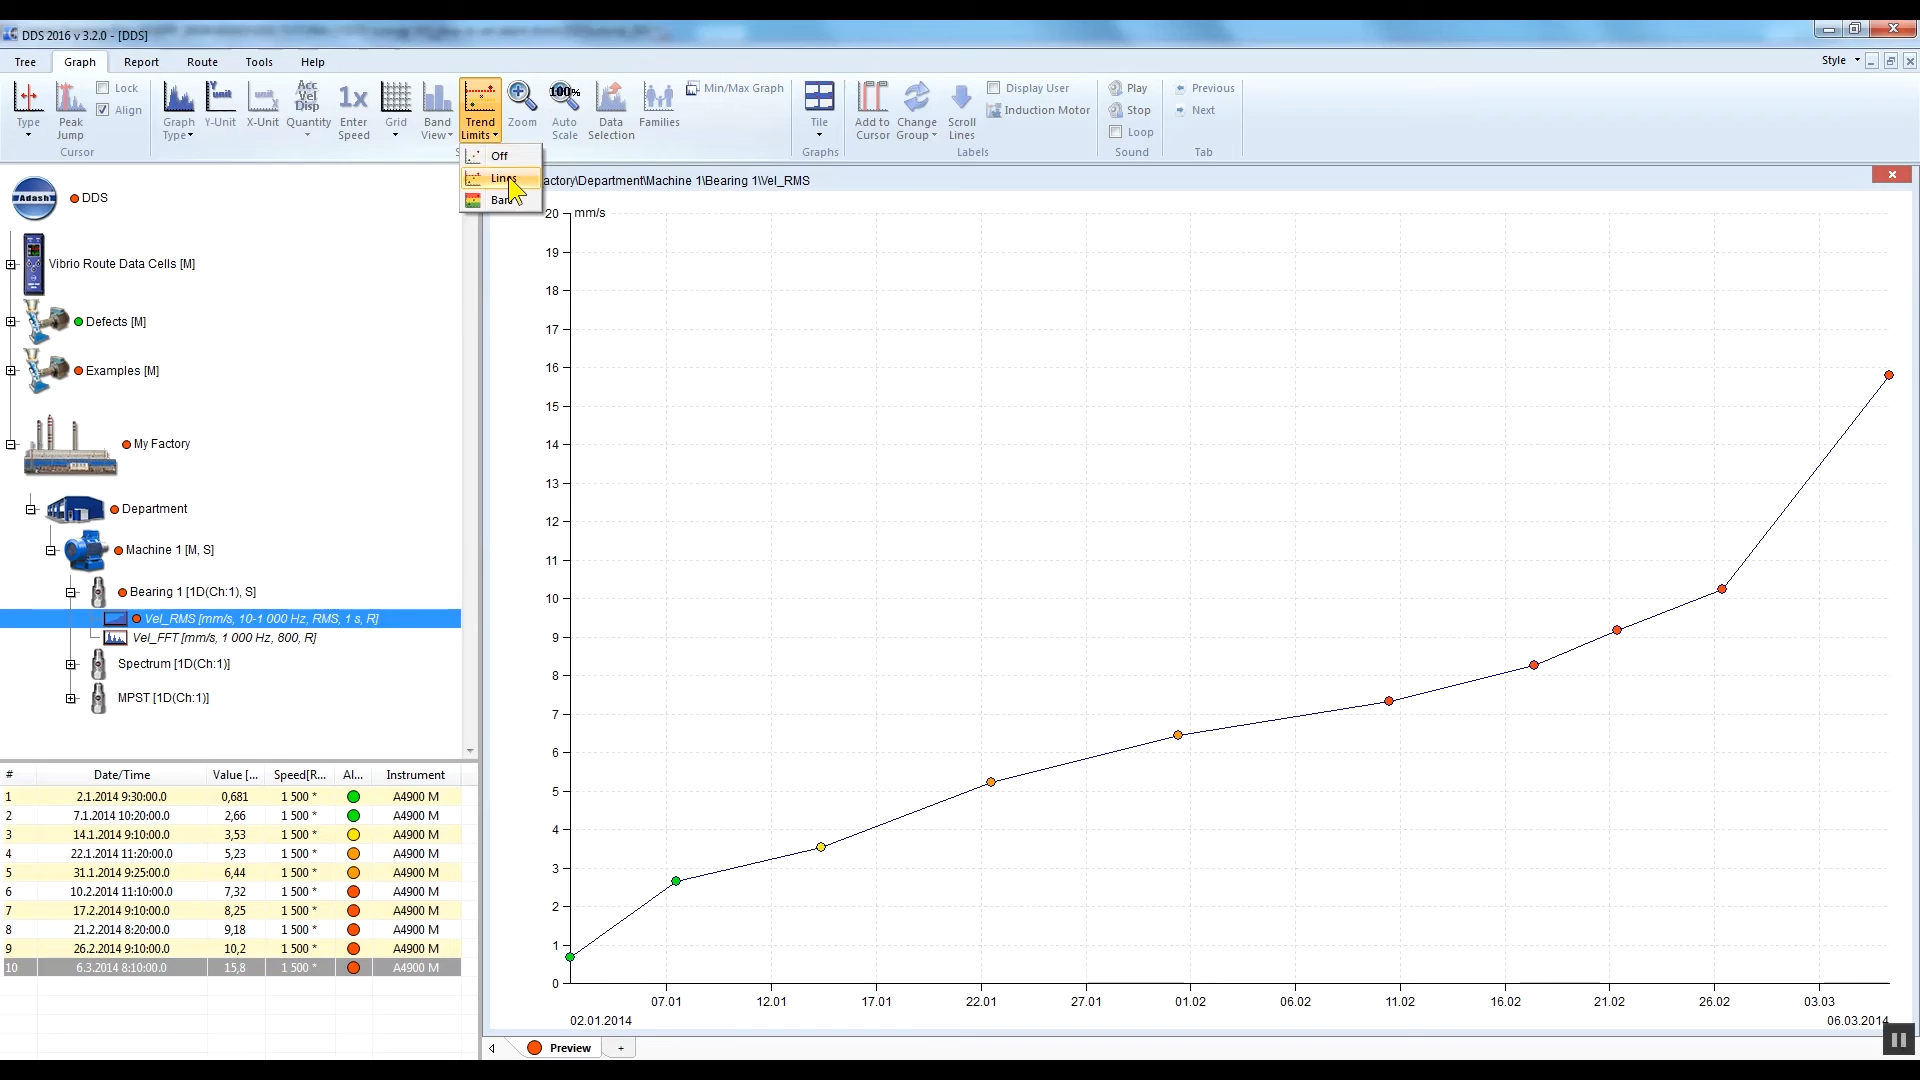 DDS 2016 v 3.2.0 - [DDS]
Tree Graph Report Route Tools Help Style
Type Peak Jump Lock Align Cursor
Graph Type Y-Unit X-Unit Acc Vel Disp Quantity 1x Enter Speed Grid Band View Trend Limits Zoom 100% Auto Scale Data Selection Families Min/Max Graph
Tile Graphs
Add to Cursor Change Group Scroll Lines Display User Induction Motor Labels
Play Stop Loop Sound
Previous Next Tab
Off
Lines
actory\Department\Machine 1\Bearing 1\Vel_RMS
Adash DDS
Vibrio Route Data Cells [M]
Defects [M]
Examples [M]
My Factory
Department
Machine 1 [M, S]
Bearing 1 [1D(Ch:1), S]
Vel_RMS [mm/s, 10-1 000 Hz, RMS, 1 s, R]
Vel_FFT [mm/s, 1 000 Hz, 800, R]
Spectrum [1D(Ch:1)]
MPST [1D(Ch:1)]
# Date/Time Value [... Speed[R... Al... Instrument
1 2.1.2014 9:30:00.0 0,681 1 500 * A4900 M
2 7.1.2014 10:20:00.0 2,66 1 500 * A4900 M
3 14.1.2014 9:10:00.0 3,53 1 500 * A4900 M
4 22.1.2014 11:20:00.0 5,23 1 500 * A4900 M
5 31.1.2014 9:25:00.0 6,44 1 500 * A4900 M
6 10.2.2014 11:10:00.0 7,32 1 500 * A4900 M
7 17.2.2014 9:10:00.0 8,25 1 500 * A4900 M
8 21.2.2014 8:20:00.0 9,18 1 500 * A4900 M
9 26.2.2014 9:10:00.0 10,2 1 500 * A4900 M
10 6.3.2014 8:10:00.0 15,8 1 500 * A4900 M
20 mm/s
19
18
17
16
15
14
13
12
11
10
9
8
7
6
5
4
3
2
1
0
07.01 12.01 17.01 22.01 27.01 01.02 06.02 11.02 16.02 21.02 26.02 03.03
02.01.2014 06.03.2014
Preview +